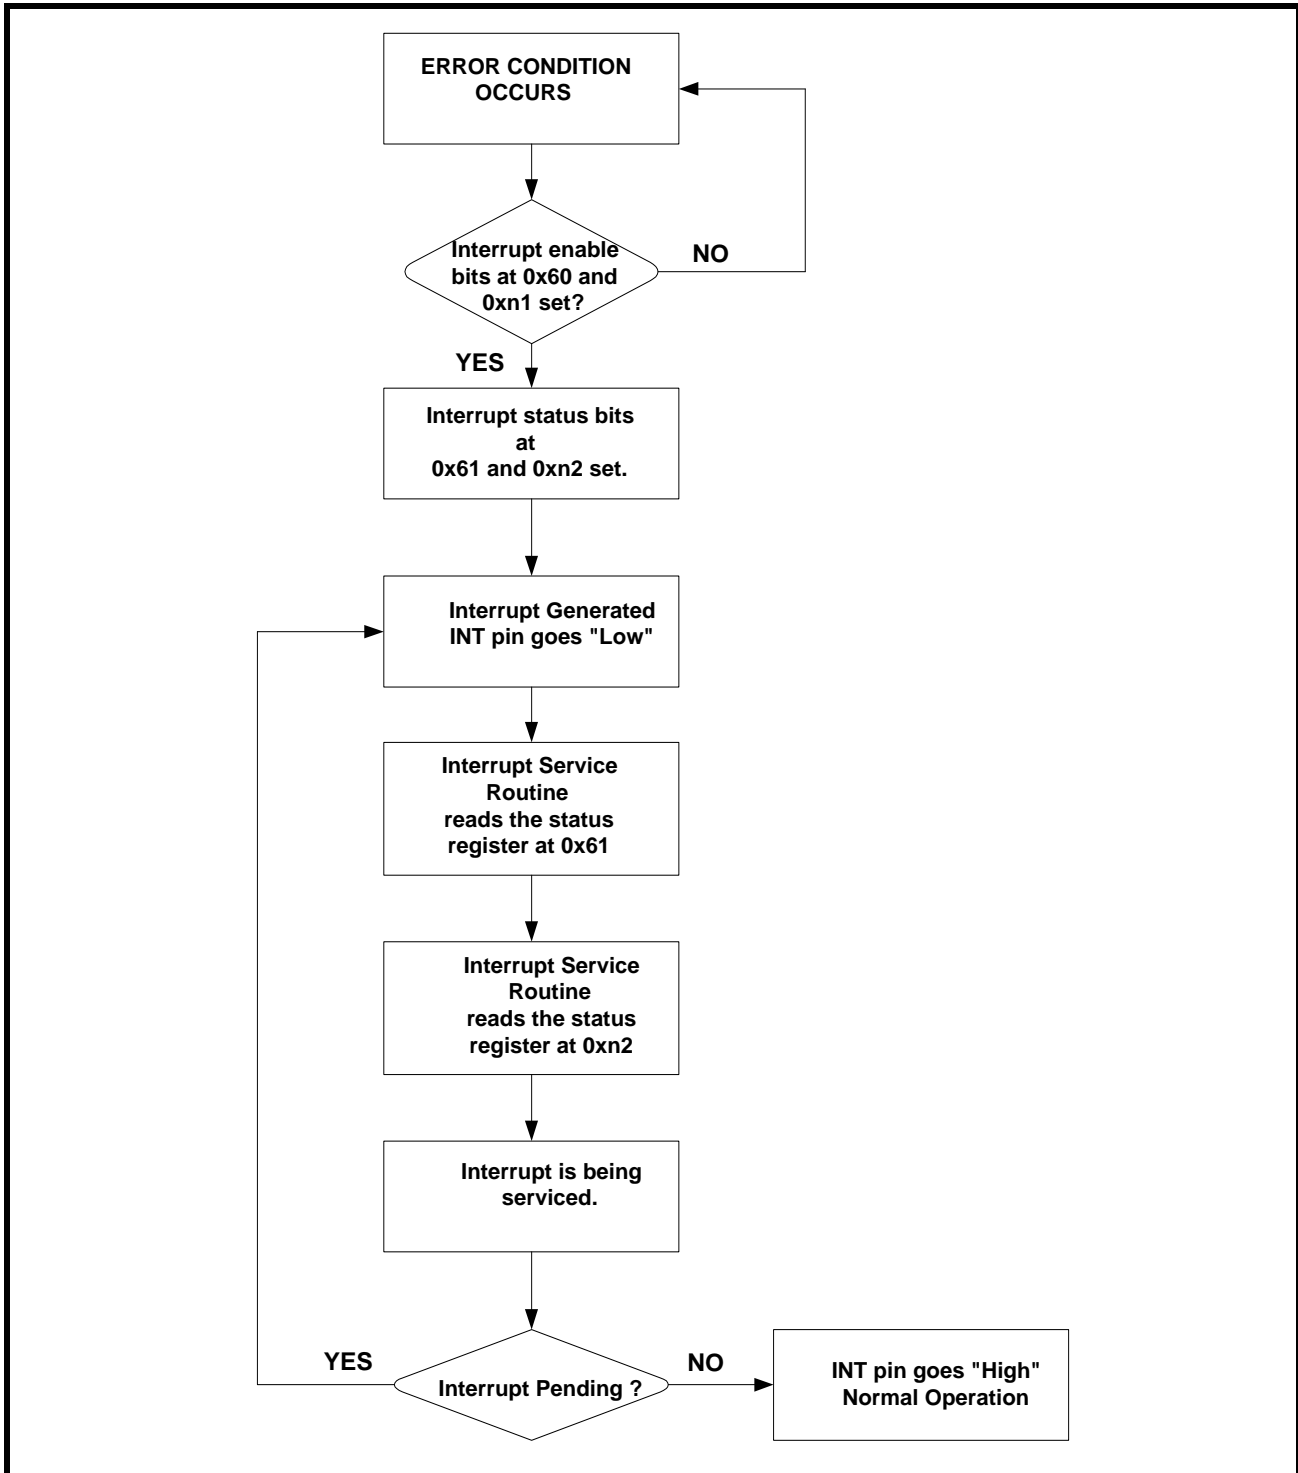 ERROR CONDITION
OCCURS
Interrupt enable
bits at 0x60 and
0xn1 set?
NO
YES
Interrupt status bits
at
0x61 and 0xn2 set.
Interrupt Generated
INT pin goes "Low"
Interrupt Service
Routine
reads the status
register at 0x61
Interrupt Service
Routine
reads the status
register at 0xn2
Interrupt is being
serviced.
YES
Interrupt Pending ?
NO
INT pin goes "High"
Normal Operation